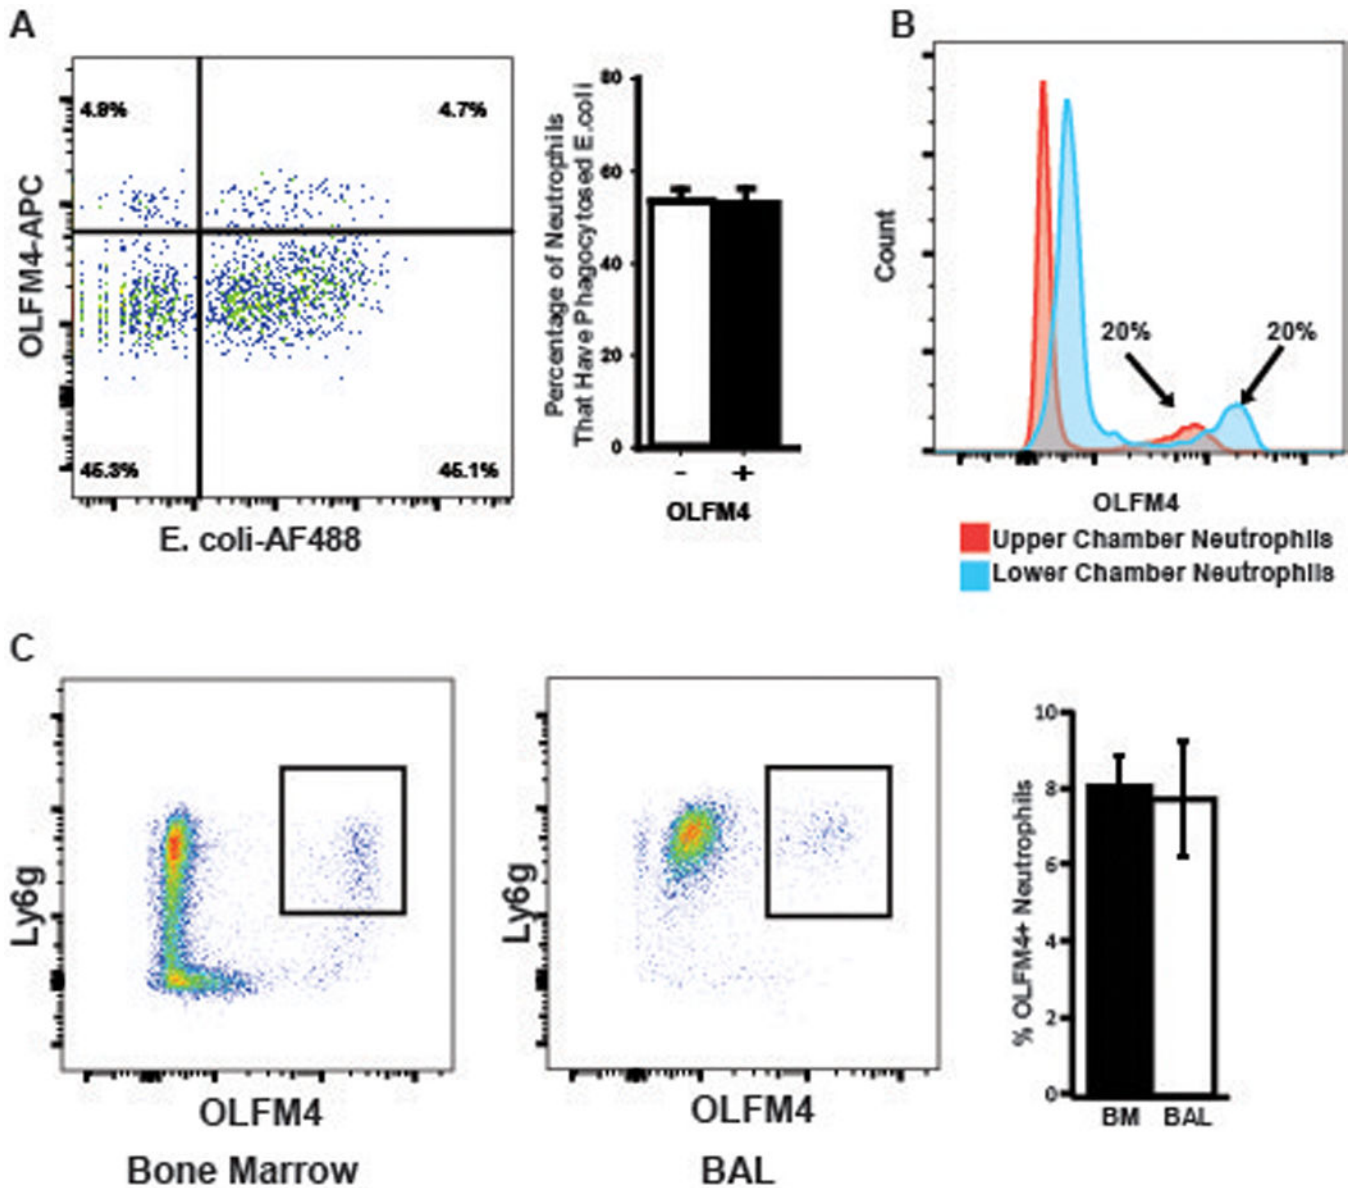 A
4.9%
4.7%
45.3%
45.1%
OLFM4-APC
E. coli-AF488
Percentage of Neutrophils
That Have Phagocytosed E.coli
80
60
40
20
0
- +
OLFM4
B
Count
20%
20%
OLFM4
Upper Chamber Neutrophils
Lower Chamber Neutrophils
C
Ly6g
OLFM4
Bone Marrow
Ly6g
OLFM4
BAL
% OLFM4+ Neutrophils
10
8
6
4
2
0
BM BAL